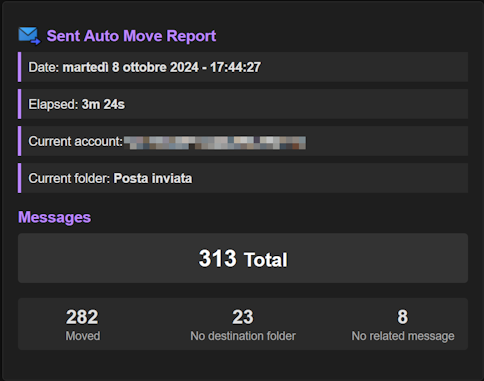 Sent Auto Move Report
Date: martedì 8 ottobre 2024 - 17:44:27
Elapsed: 3m 24s
Current account:
Current folder: Posta inviata
Messages
313 Total
282 23 8
Moved No destination folder No related message